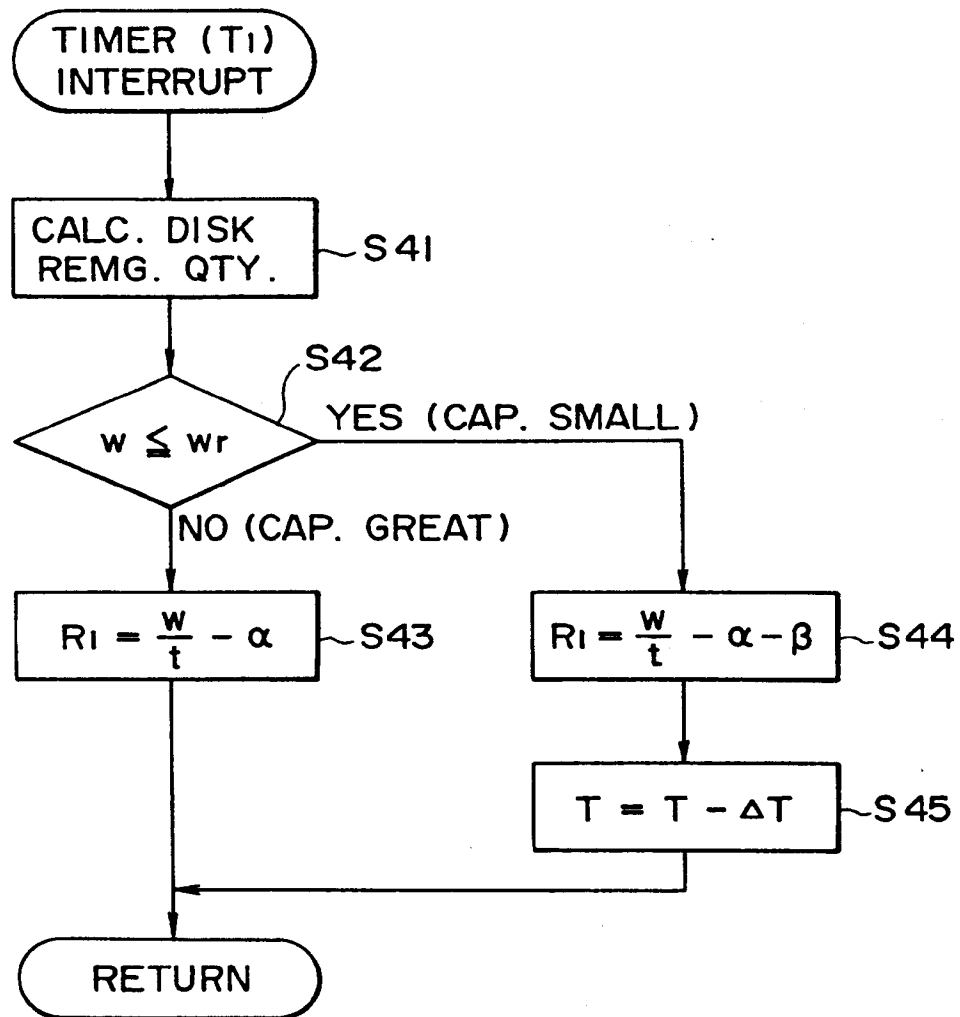 TIMER (T1)
INTERRUPT
CALC. DISK
REMG. QTY.
S41
S42
w ≦ wr
YES (CAP. SMALL)
NO (CAP. GREAT)
R1 = w/t - α
S43
R1 = w/t - α - β
S44
T = T - ΔT
S45
RETURN